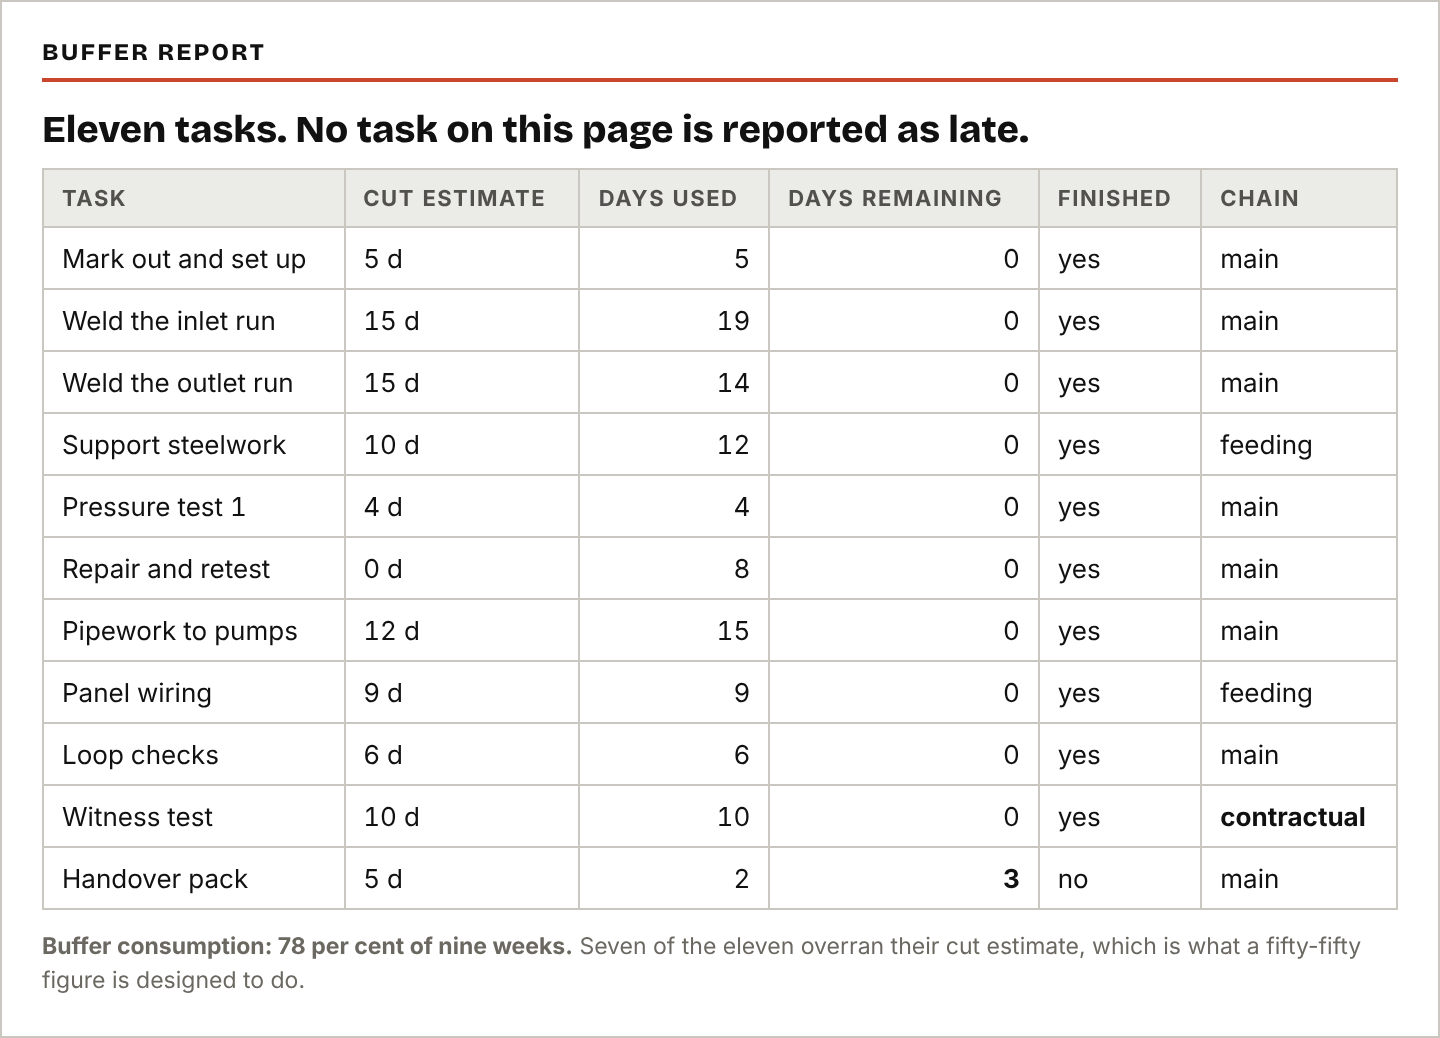 BUFFER REPORT
Eleven tasks. No task on this page is reported as late.
TASK CUT ESTIMATE DAYS USED DAYS REMAINING FINISHED CHAIN
Mark out and set up 5 d 5 0 yes main
Weld the inlet run 15 d 19 0 yes main
Weld the outlet run 15 d 14 0 yes main
Support steelwork 10 d 12 0 yes feeding
Pressure test 1 4 d 4 0 yes main
Repair and retest 0 d 8 0 yes main
Pipework to pumps 12 d 15 0 yes main
Panel wiring 9 d 9 0 yes feeding
Loop checks 6 d 6 0 yes main
Witness test 10 d 10 0 yes contractual
Handover pack 5 d 2 3 no main
Buffer consumption: 78 per cent of nine weeks. Seven of the eleven overran their cut estimate, which is what a fifty-fifty
figure is designed to do.